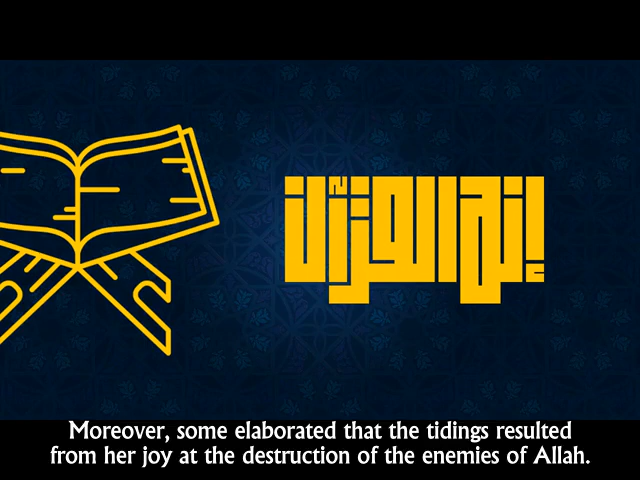 إنه القرآن
Moreover, some elaborated that the tidings resulted
from her joy at the destruction of the enemies of Allah.